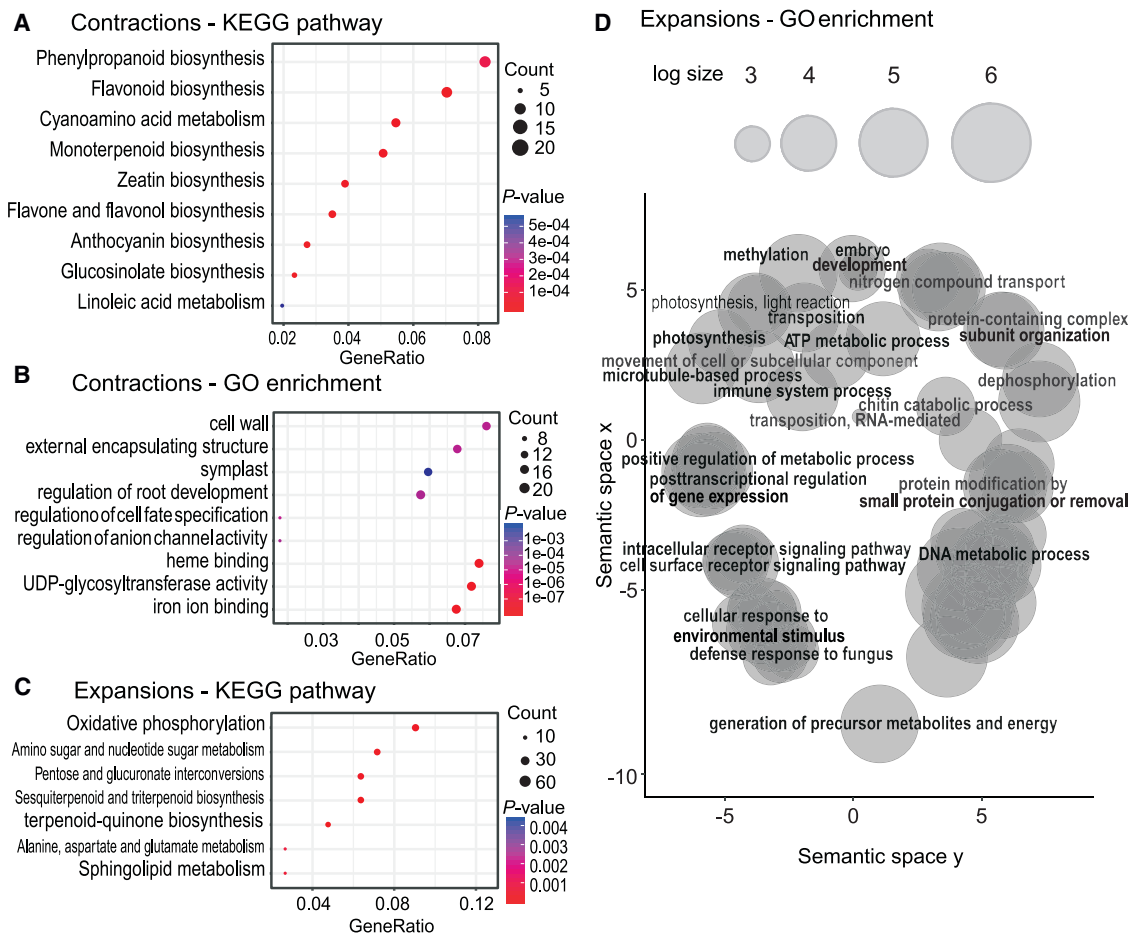 A Contractions - KEGG pathway
Phenylpropanoid biosynthesis
Flavonoid biosynthesis
Cyanoamino acid metabolism
Monoterpenoid biosynthesis
Zeatin biosynthesis
Flavone and flavonol biosynthesis
Anthocyanin biosynthesis
Glucosinolate biosynthesis
Linoleic acid metabolism
0.02 0.04 0.06 0.08
GeneRatio
Count
5
10
15
20
P-value
5e-04
4e-04
3e-04
2e-04
1e-04
B Contractions - GO enrichment
cell wall
external encapsulating structure
symplast
regulation of root development
regulationo of cell fate specification
regulation of anion channel activity
heme binding
UDP-glycosyltransferase activity
iron ion binding
0.03 0.05 0.07
GeneRatio
Count
8
12
16
20
P-value
1e-03
1e-04
1e-05
1e-06
1e-07
C Expansions - KEGG pathway
Oxidative phosphorylation
Amino sugar and nucleotide sugar metabolism
Pentose and glucuronate interconversions
Sesquiterpenoid and triterpenoid biosynthesis
terpenoid-quinone biosynthesis
Alanine, aspartate and glutamate metabolism
Sphingolipid metabolism
0.04 0.08 0.12
GeneRatio
Count
10
30
60
P-value
0.004
0.003
0.002
0.001
D Expansions - GO enrichment
log size 3 4 5 6
methylation
embryo
development
nitrogen compound transport
photosynthesis, light reaction
transposition
protein-containing complex
subunit organization
photosynthesis
ATP metabolic process
movement of cell or subcellular component
microtubule-based process
dephosphorylation
immune system process
chitin catabolic process
transposition, RNA-mediated
positive regulation of metabolic process
posttranscriptional regulation
of gene expression
protein modification by
small protein conjugation or removal
intracellular receptor signaling pathway
DNA metabolic process
cell surface receptor signaling pathway
cellular response to
environmental stimulus
defense response to fungus
generation of precursor metabolites and energy
5
0
-5
-10
Semantic space x
-5 0 5
Semantic space y